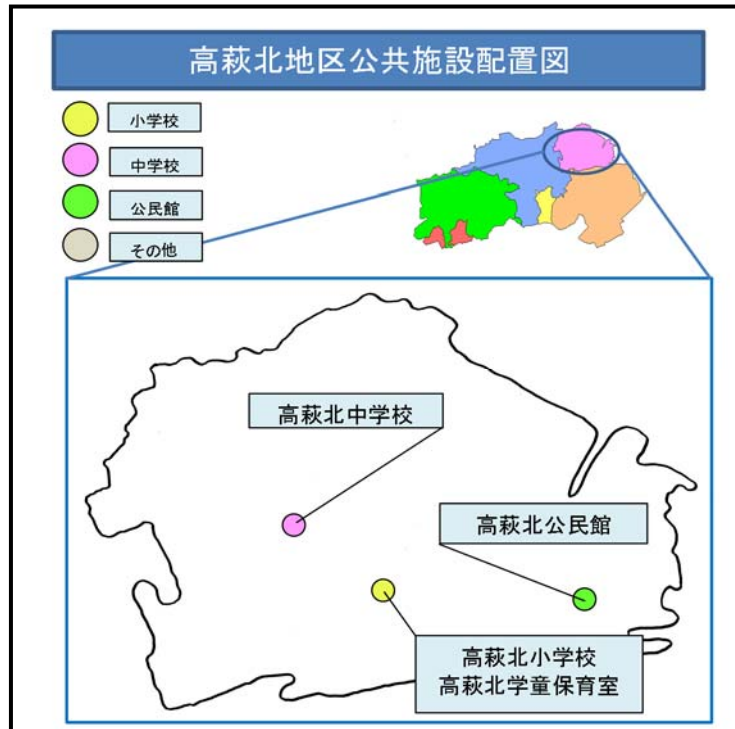 高萩北地区公共施設配置図
小学校
中学校
公民館
その他
高萩北中学校
高萩北公民館
高萩北小学校
高萩北学童保育室